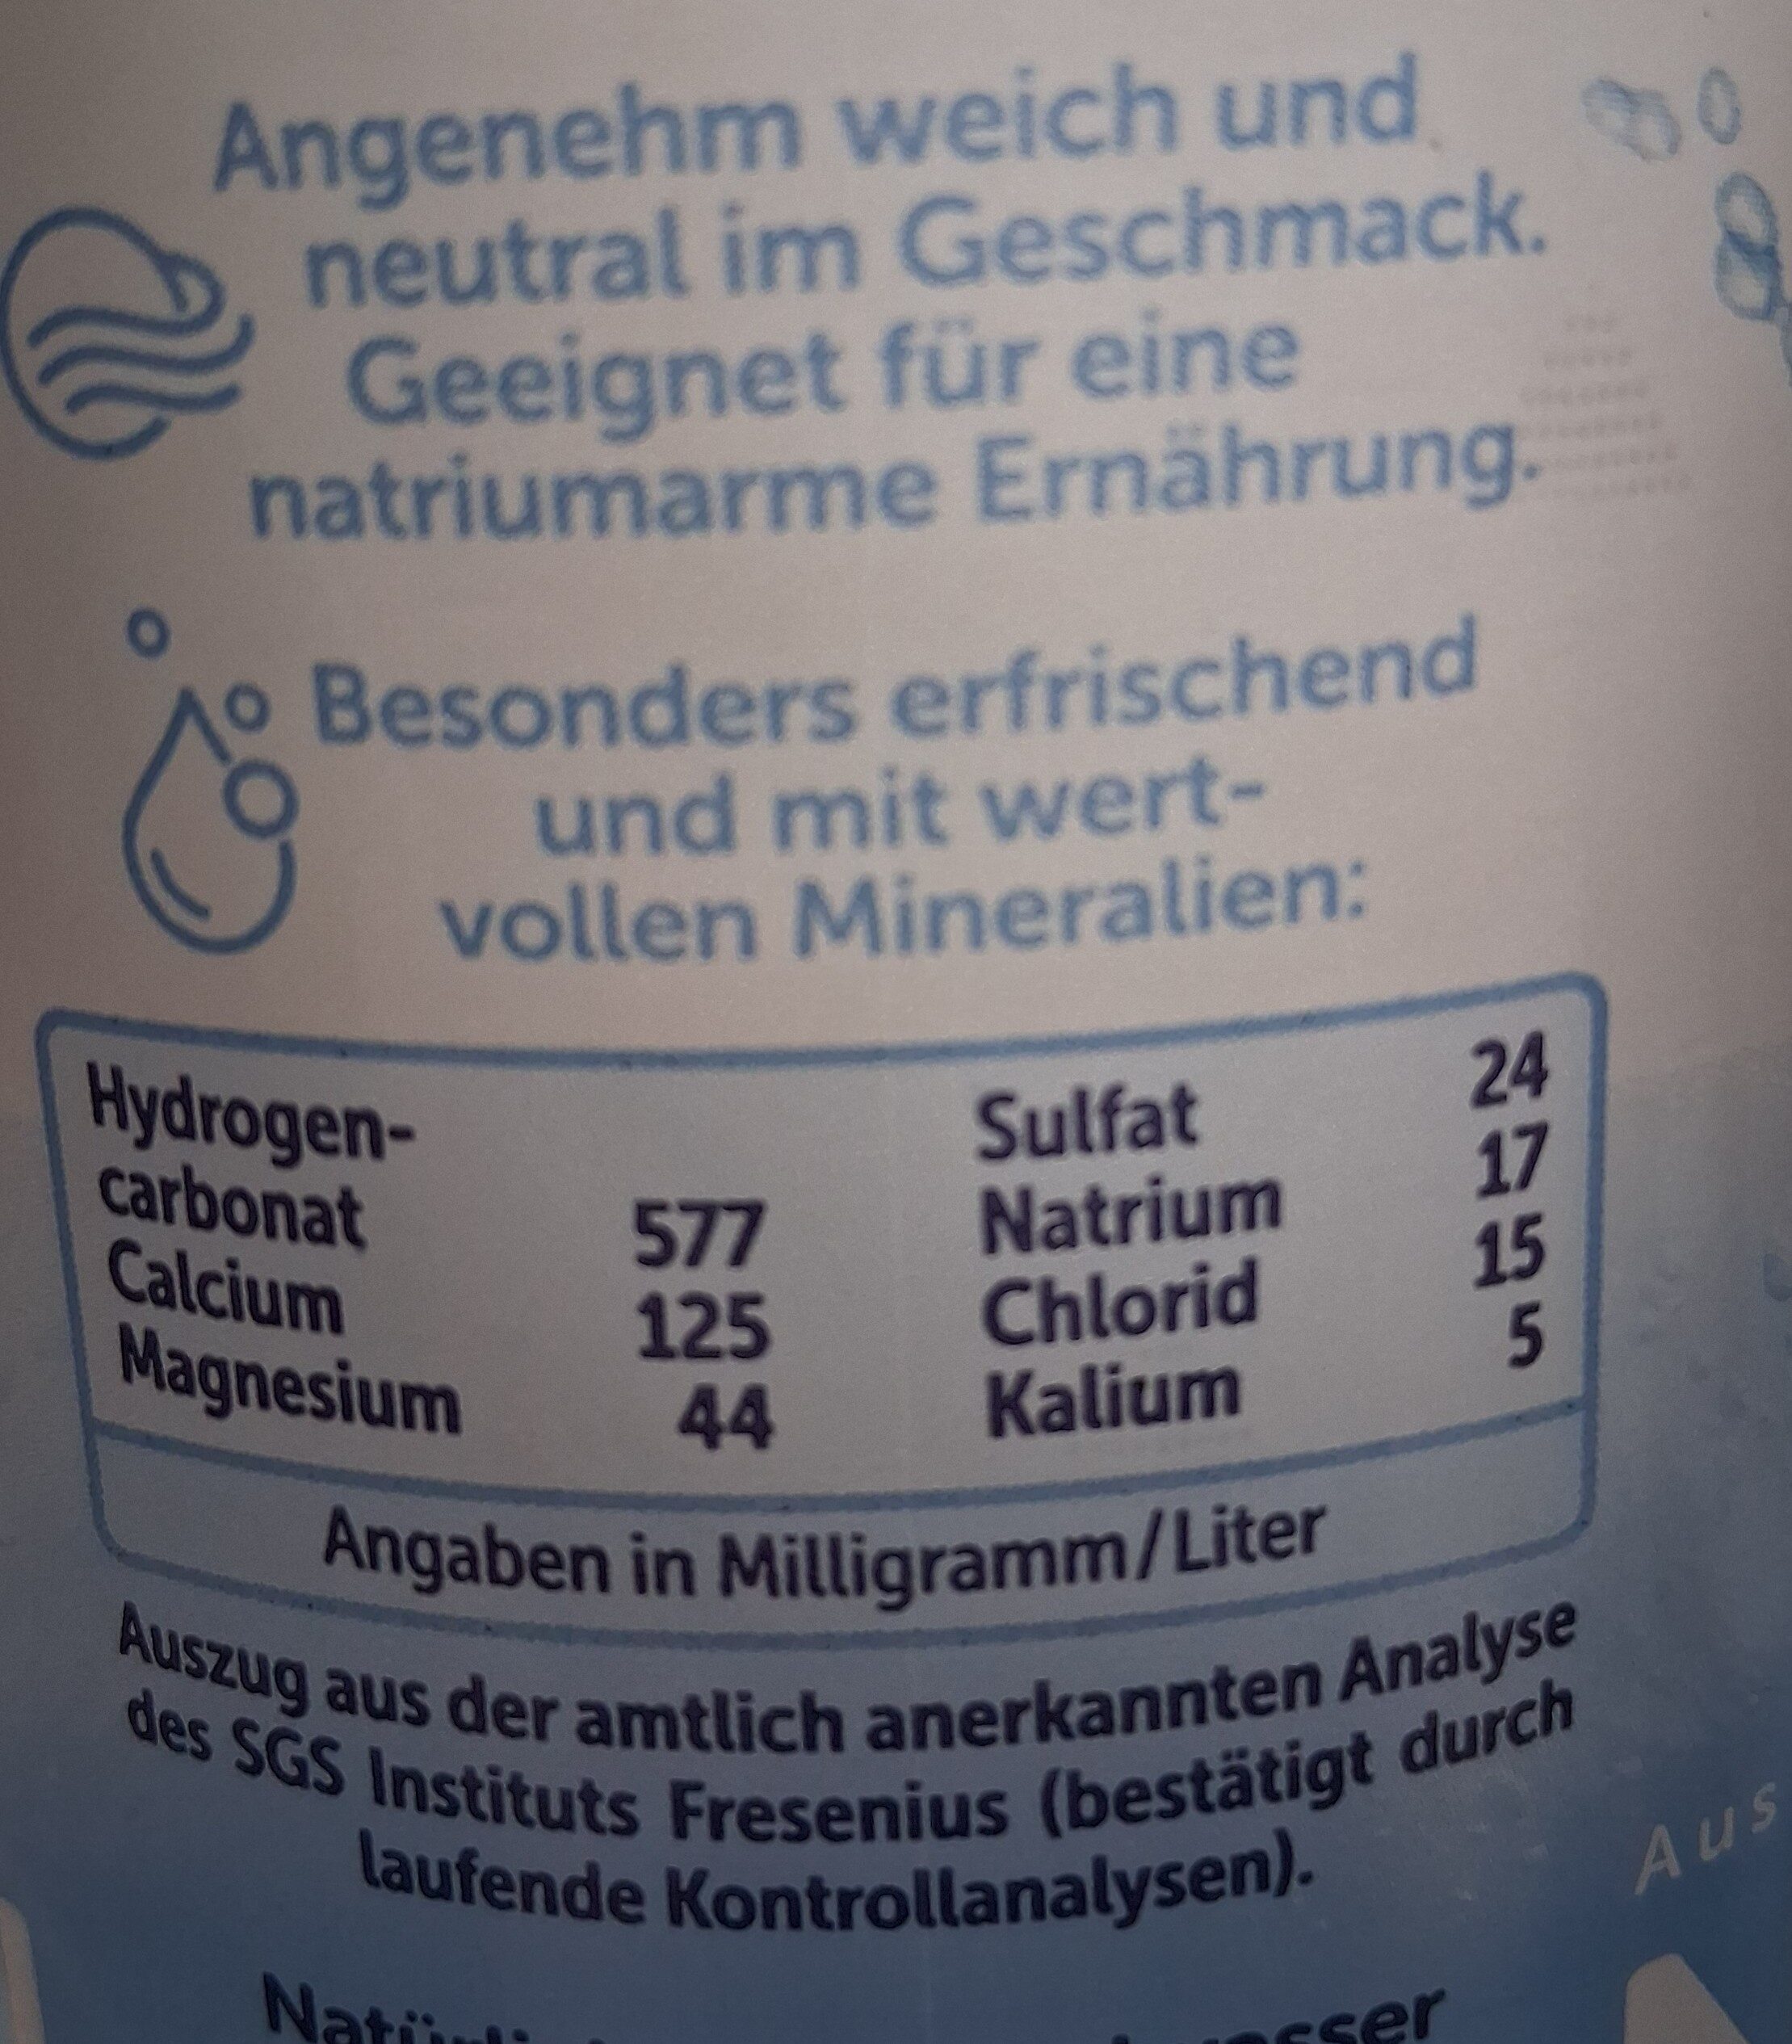 Angenehm weich und
neutral im Geschmack.
Geeignet für eine
natriumarme Ernährung.
Besonders erfrischend
und mit wert-
vollen Mineralien:
Hydrogen-
carbonat 577
Calcium 125
Magnesium 44
Sulfat 24
Natrium 17
Chlorid 15
Kalium 5
Angaben in Milligramm/Liter
Auszug aus der amtlich anerkannten Analyse
des SGS Instituts Fresenius (bestätigt durch
laufende Kontrollanalysen).
Aus